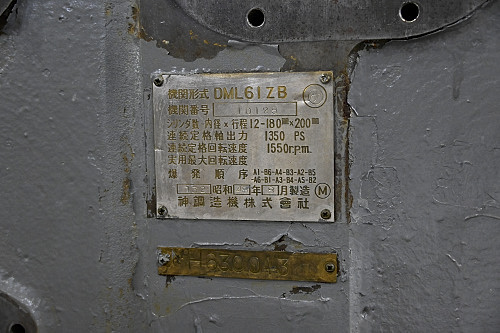 機関形式 DML61ZB
機関番号
シリンダ数-内径×行程 12-180㎜×200㎜
連続定格軸出力 1350 PS
連続定格回転速度 1550r.p.m.
実用最大回転速度
爆発順序 A1-B6-A4-B3-A2-B5
-A6-B1-A3-B4-A5-B2
昭和 年 月製造 M
神鋼造機株式會社